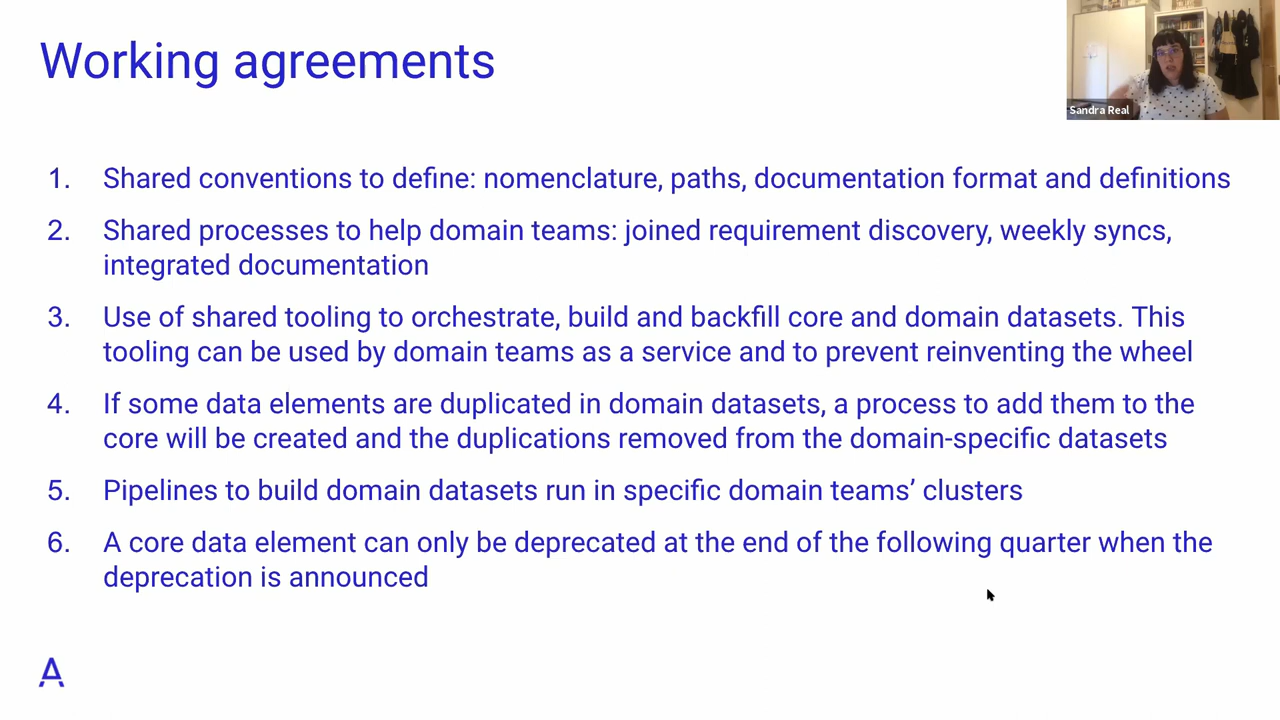 Working agreements
Sandra Real
1. Shared conventions to define: nomenclature, paths, documentation format and definitions
2. Shared processes to help domain teams: joined requirement discovery, weekly syncs,
integrated documentation
3. Use of shared tooling to orchestrate, build and backfill core and domain datasets. This
tooling can be used by domain teams as a service and to prevent reinventing the wheel
4. If some data elements are duplicated in domain datasets, a process to add them to the
core will be created and the duplications removed from the domain-specific datasets
5. Pipelines to build domain datasets run in specific domain teams’ clusters
6. A core data element can only be deprecated at the end of the following quarter when the
deprecation is announced
A